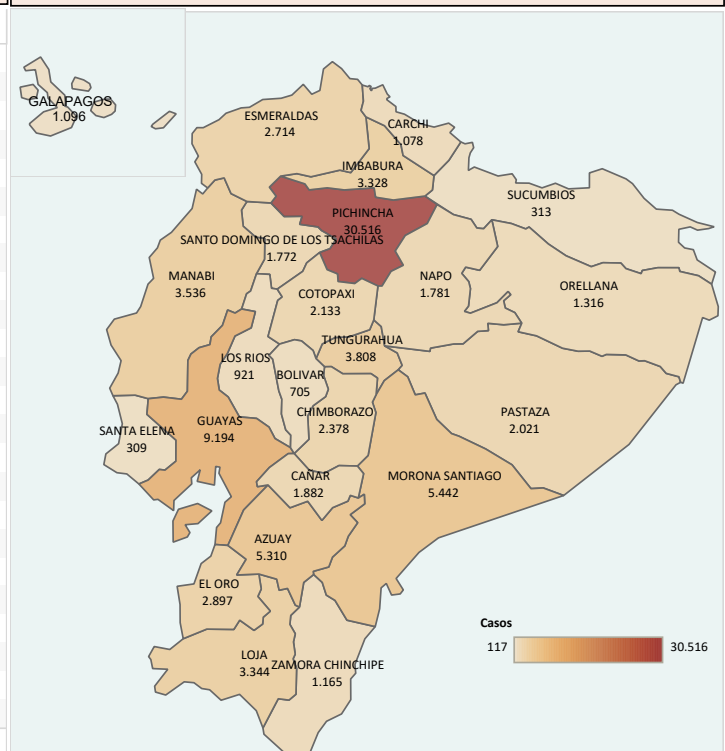 GALAPAGOS
1.096
ESMERALDAS
2.714
CARCHI
1,078
IMBABURA
3.328
SUCUMBIOS
313
PICHINCHA
30.516
SANTO DOMINGO DE LOS TSACHILAS
1.772
MANABI
3.536
NAPO
1.781
ORELLANA
1.316
COTOPAXI
2.133
TUNGURAHUA
3.808
LOS RIOS
921
BOLIVAR
705
CHIMBORAZO
2.378
PASTAZA
2.021
SANTA ELENA
309
GUAYAS
9.194
CAÑAR
1.882
MORONA SANTIAGO
5.442
AZUAY
5.310
EL ORO
2.897
LOJA
3.344
ZAMORA CHINCHIPE
1.165
Casos
117
30.516